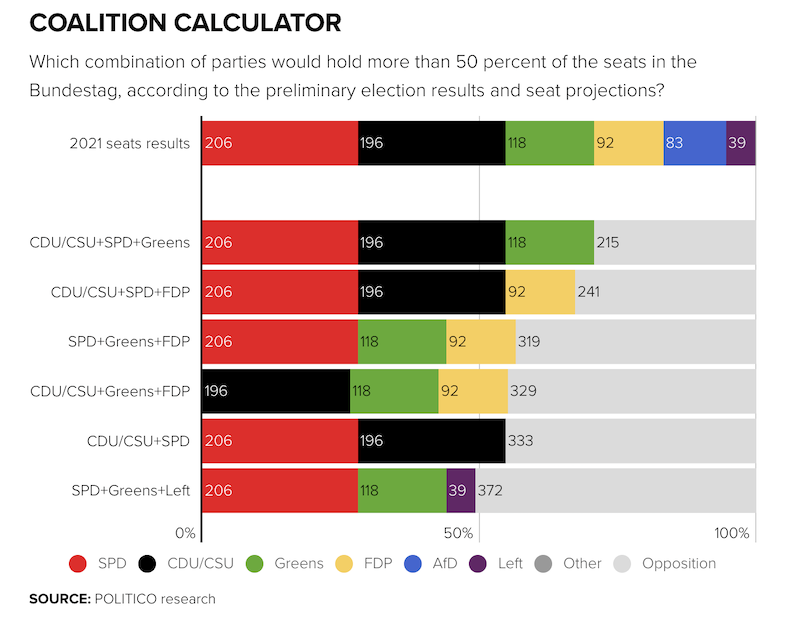 COALITION CALCULATOR
Which combination of parties would hold more than 50 percent of the seats in the
Bundestag, according to the preliminary election results and seat projections?
2021 seats results 206 196 118 92 83 39
CDU/CSU+SPD+Greens 206 196 118 215
CDU/CSU+SPD+FDP 206 196 92 241
SPD+Greens+FDP 206 118 92 319
CDU/CSU+Greens+FDP 196 118 92 329
CDU/CSU+SPD 206 196 333
SPD+Greens+Left 206 118 39 372
0% 50% 100%
SPD CDU/CSU Greens FDP AfD Left Other Opposition
SOURCE: POLITICO research